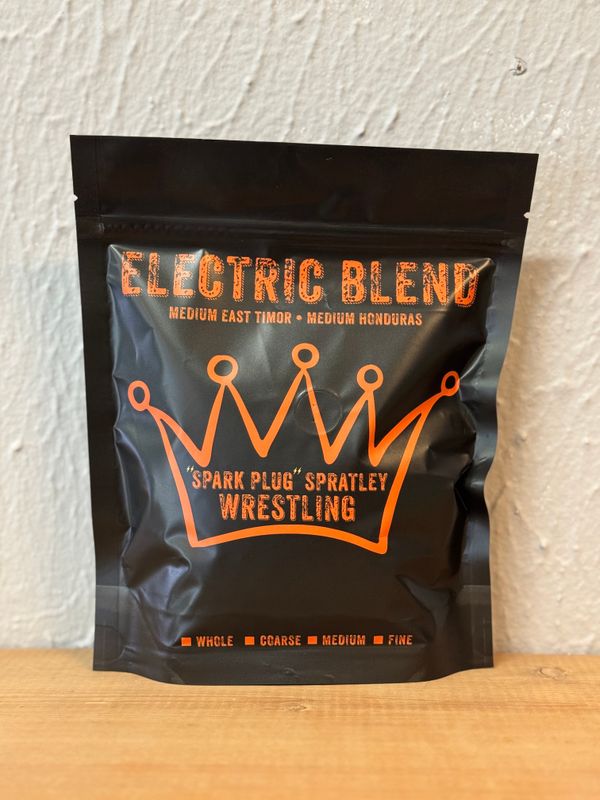 ELECTRIC BLEND
MEDIUM EAST TIMOR • MEDIUM HONDURAS
"SPARK PLUG" SPRATLEY
WRESTLING
WHOLE COARSE MEDIUM FINE